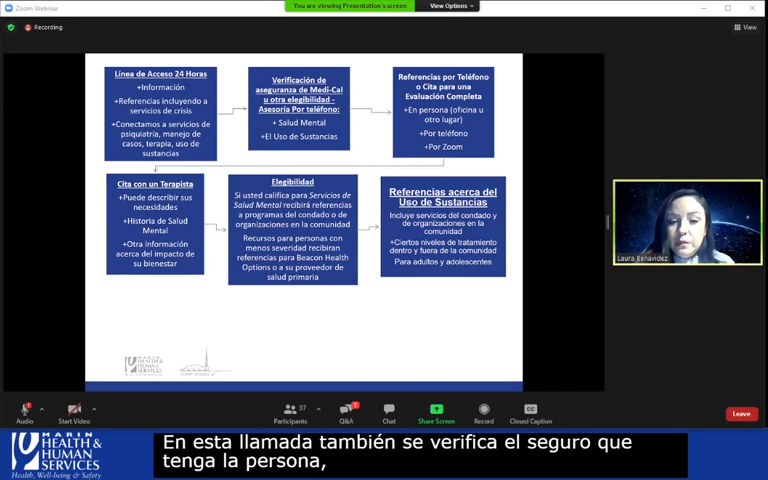 Zoom Webinar
You are viewing Presentation's screen
View Options
Recording
View
Línea de Acceso 24 Horas
+Información
+Referencias incluyendo a
servicios de crisis
+Conectamos a servicios de
psiquiatría, manejo de
casos, terapia, uso de
sustancias
Verificación de
aseguranza de Medi-Cal
u otra elegibilidad -
Asesoría Por teléfono:
+ Salud Mental
+El Uso de Sustancias
Referencias por Teléfono
o Cita para una
Evaluación Completa
+En persona (oficina u
otro lugar)
+Por teléfono
+Por Zoom
Cita con un Terapista
+Puede describir sus
necesidades
+Historia de Salud
Mental
+Otra información
acerca del impacto de
su bienestar
Elegibilidad
Si usted califica para Servicios de
Salud Mental recibirá referencias
a programas del condado o de
organizaciones en la comunidad
Recursos para personas con
menos severidad recibiran
referencias para Beacon Health
Options o a su proveedor de
salud primaria
Referencias acerca del
Uso de Sustancias
Incluye servicios del condado y
de organizaciones en la
comunidad
+Ciertos niveles de tratamiento
dentro y fuera de la comunidad
Para adultos y adolescentes
Laura Benavidez
MARIN
HEALTH &
HUMAN
SERVICES
Audio
Start Video
Participants
37
Q&A
1
Chat
Share Screen
Record
CC
Closed Caption
Leave
MARIN
HEALTH &
HUMAN
SERVICES
Health, Well-being & Safety
En esta llamada también se verifica el seguro que
tenga la persona,